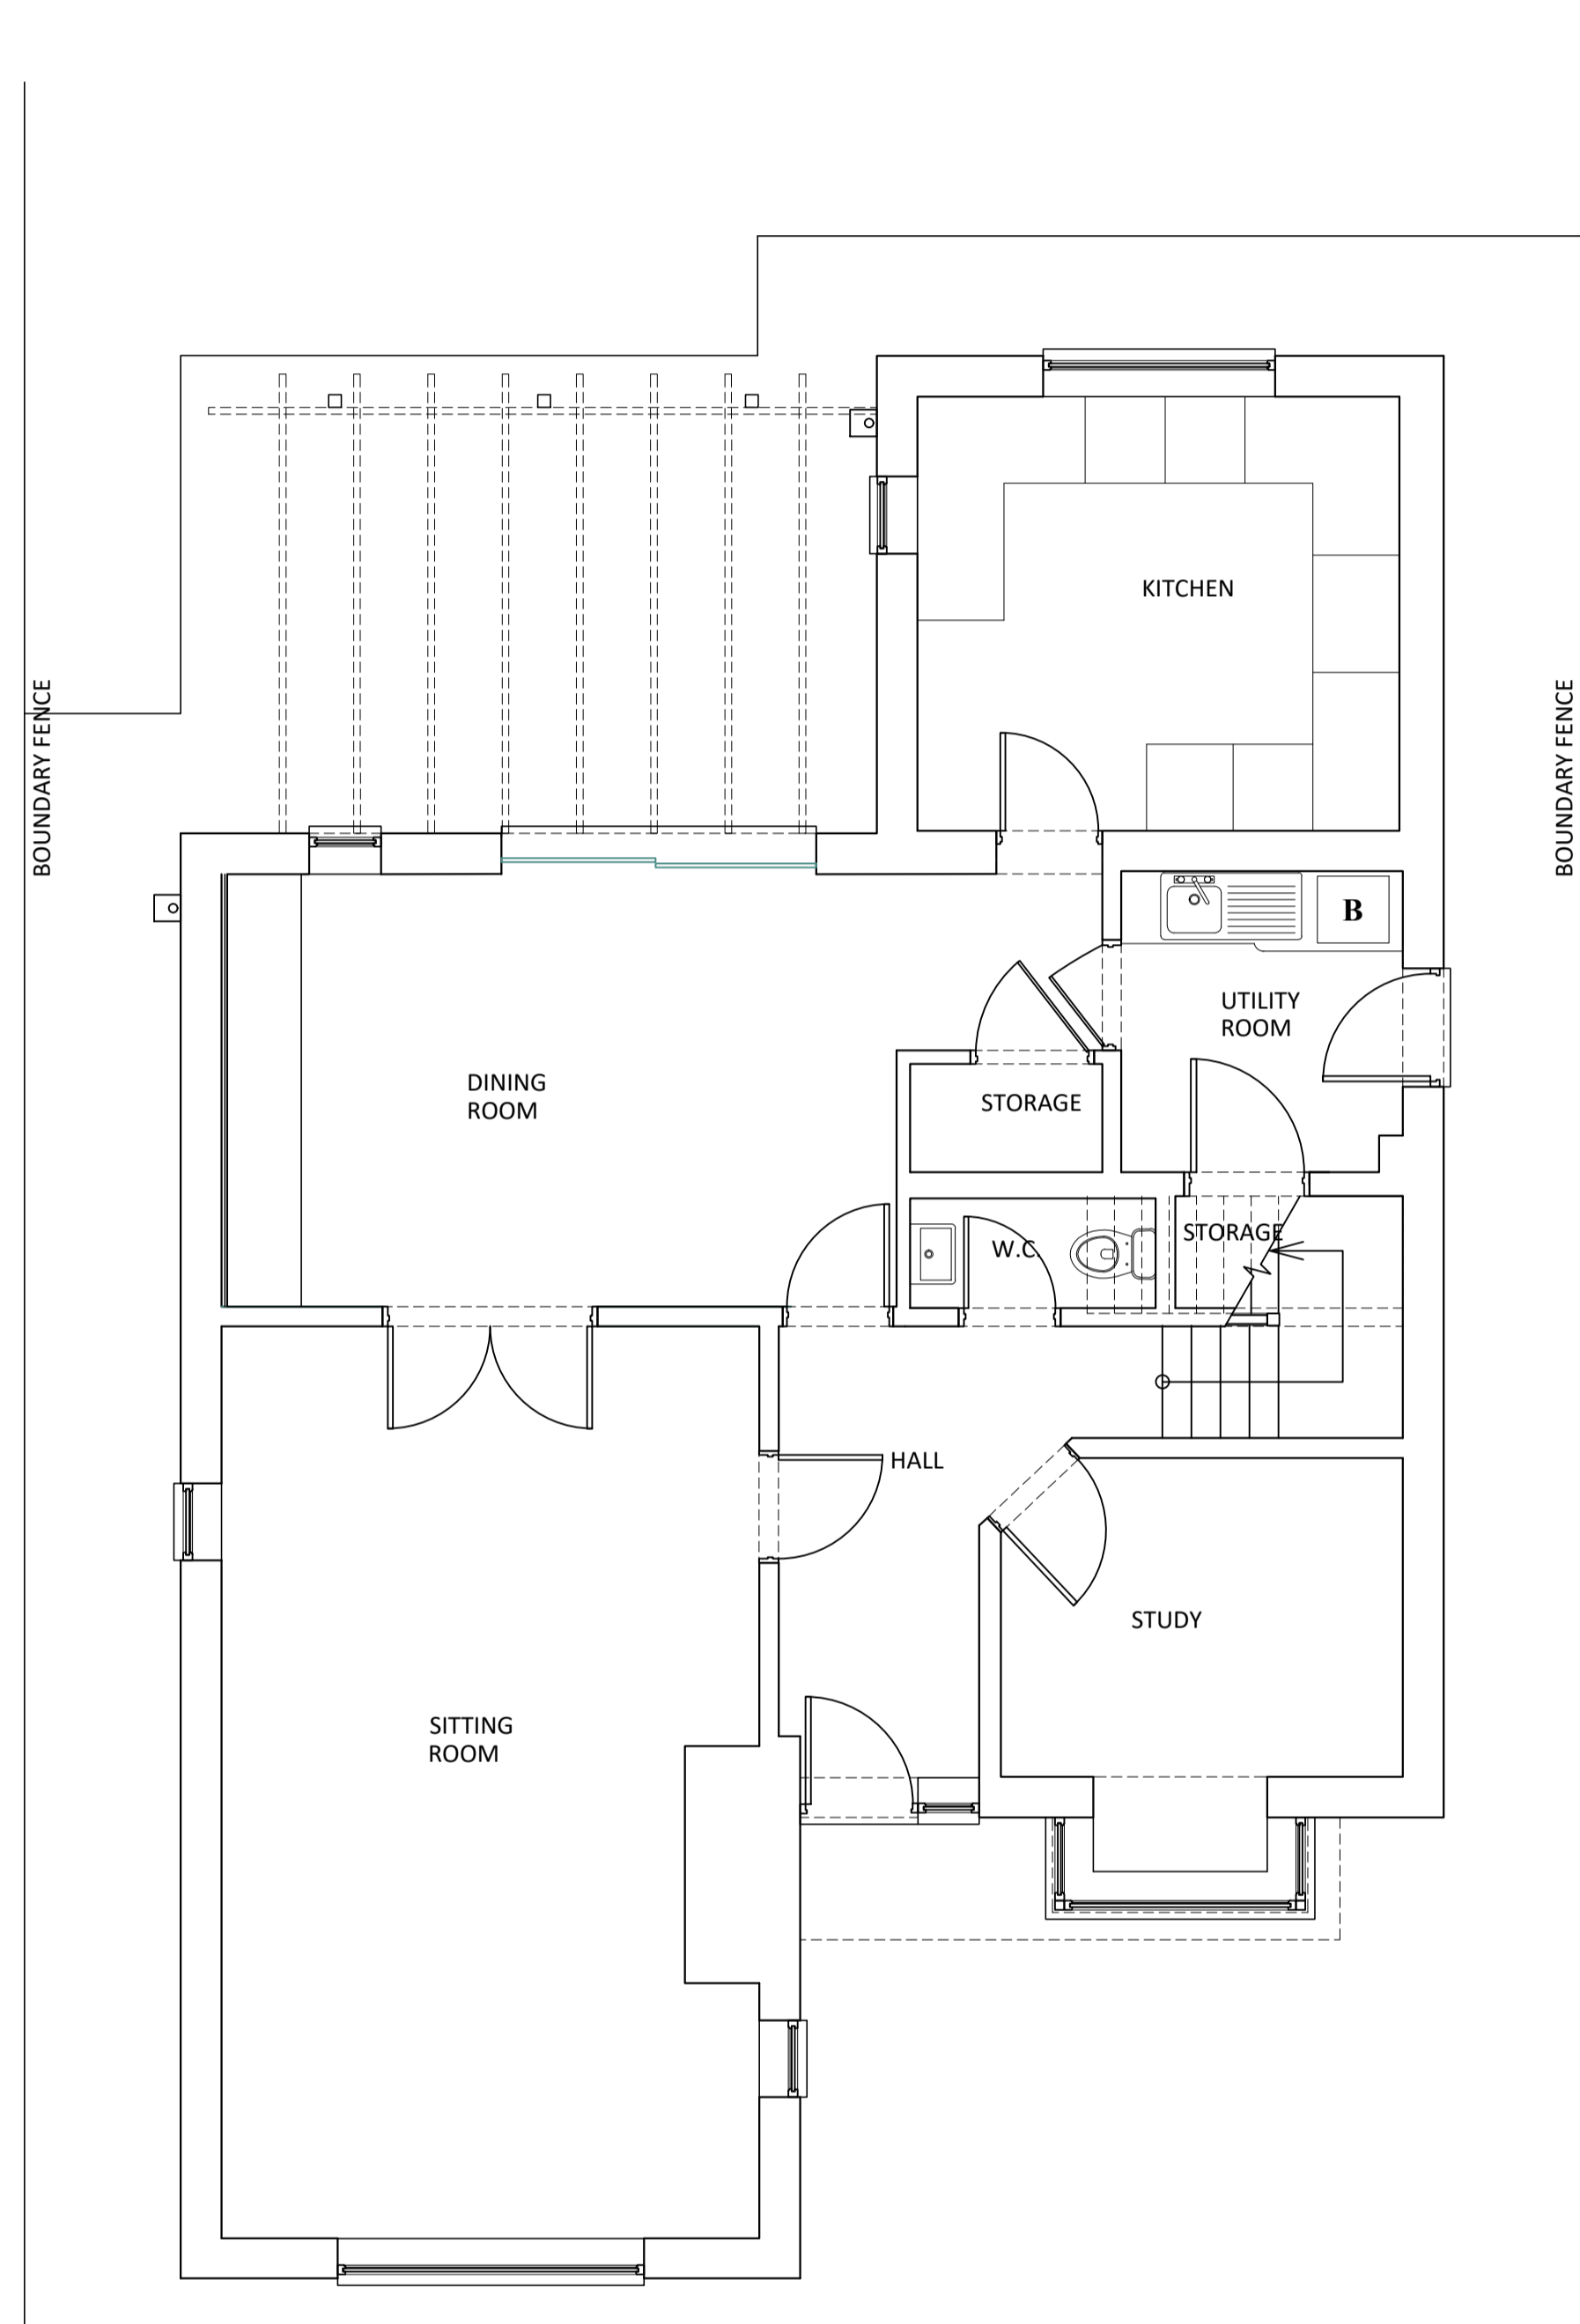 KITCHEN
BOUNDARY FENCE
BOUNDARY FENCE
B
UTILITY
ROOM
DINING
ROOM
STORAGE
STORAGE
W.C.
HALL
STUDY
SITTING
ROOM